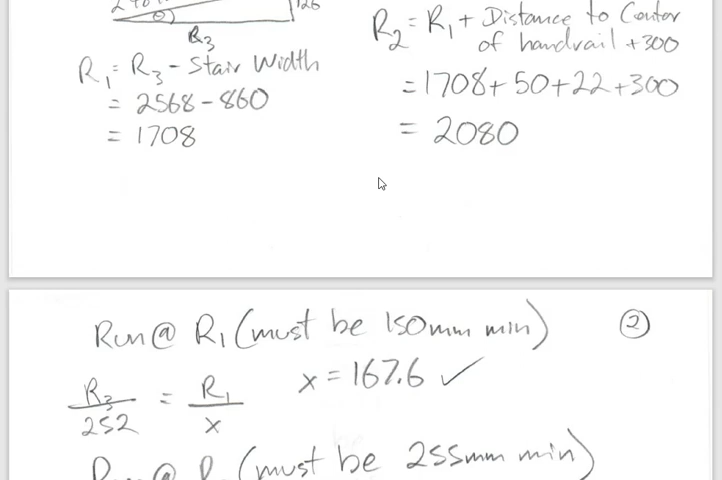 126
R3
R1 = R3 - Stair Width
= 2568 - 860
= 1708
R2 = R1 + Distance to Center
of handrail +300
= 1708 + 50 + 22 + 300
= 2080
Run @ R1 (must be 150mm min)
2
R3/252 = R1/x
x = 167.6 ✓
Run @ R (must be 255mm min)